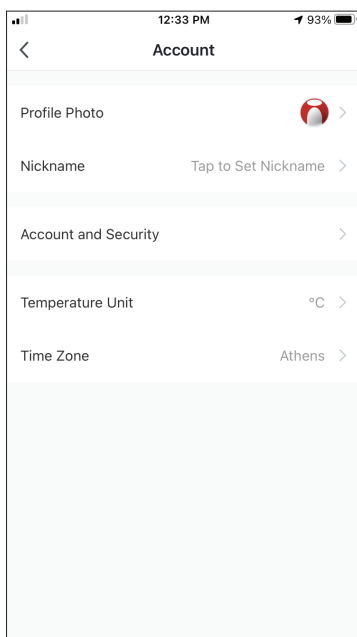 12:33 PM 93%
Account
Profile Photo
Nickname Tap to Set Nickname
Account and Security
Temperature Unit °C
Time Zone Athens